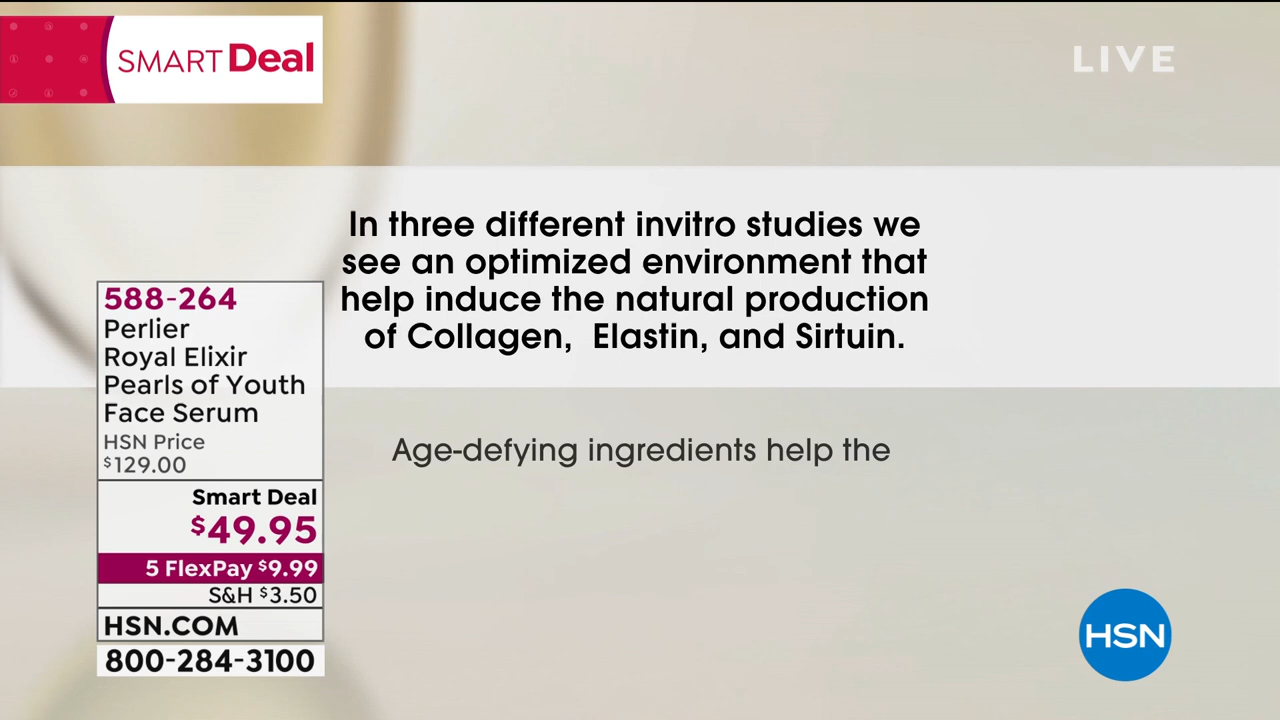 SMART Deal
LIVE
In three different invitro studies we
see an optimized environment that
help induce the natural production
of Collagen,  Elastin, and Sirtuin.
Age-defying ingredients help the
588-264
Perlier
Royal Elixir
Pearls of Youth
Face Serum
HSN Price
$129.00
Smart Deal
$49.95
5 FlexPay $9.99
S&H $3.50
HSN.COM
800-284-3100
HSN